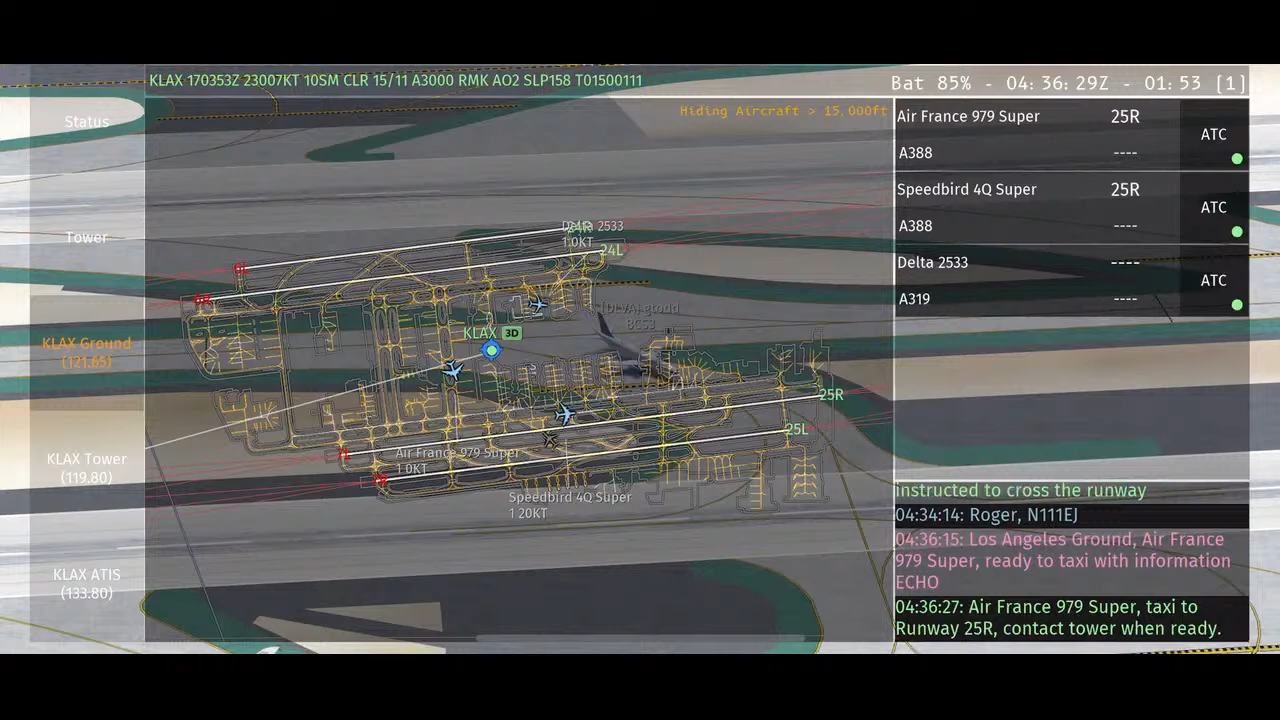 KLAX 170353Z 23007KT 10SM CLR 15/11 A3000 RMK AO2 SLP158 T01500111
Bat 85% - 04:36:29Z - 01:53 [1]
Hiding Aircraft > 15,000ft
Status
Tower
KLAX Ground
(121.65)
KLAX Tower
(119.80)
KLAX ATIS
(133.80)
Delta 2533
1 0KT
24L
6R
KLAX 3D
[DLVA] gtodd
BC53
25R
25L
7L
7R
Air France 979 Super
1 0KT
Speedbird 4Q Super
1 20KT
Air France 979 Super 25R
ATC
A388 ----
Speedbird 4Q Super 25R
ATC
A388 ----
Delta 2533 ----
ATC
A319 ----
instructed to cross the runway
04:34:14: Roger, N111EJ
04:36:15: Los Angeles Ground, Air France
979 Super, ready to taxi with information
ECHO
04:36:27: Air France 979 Super, taxi to
Runway 25R, contact tower when ready.